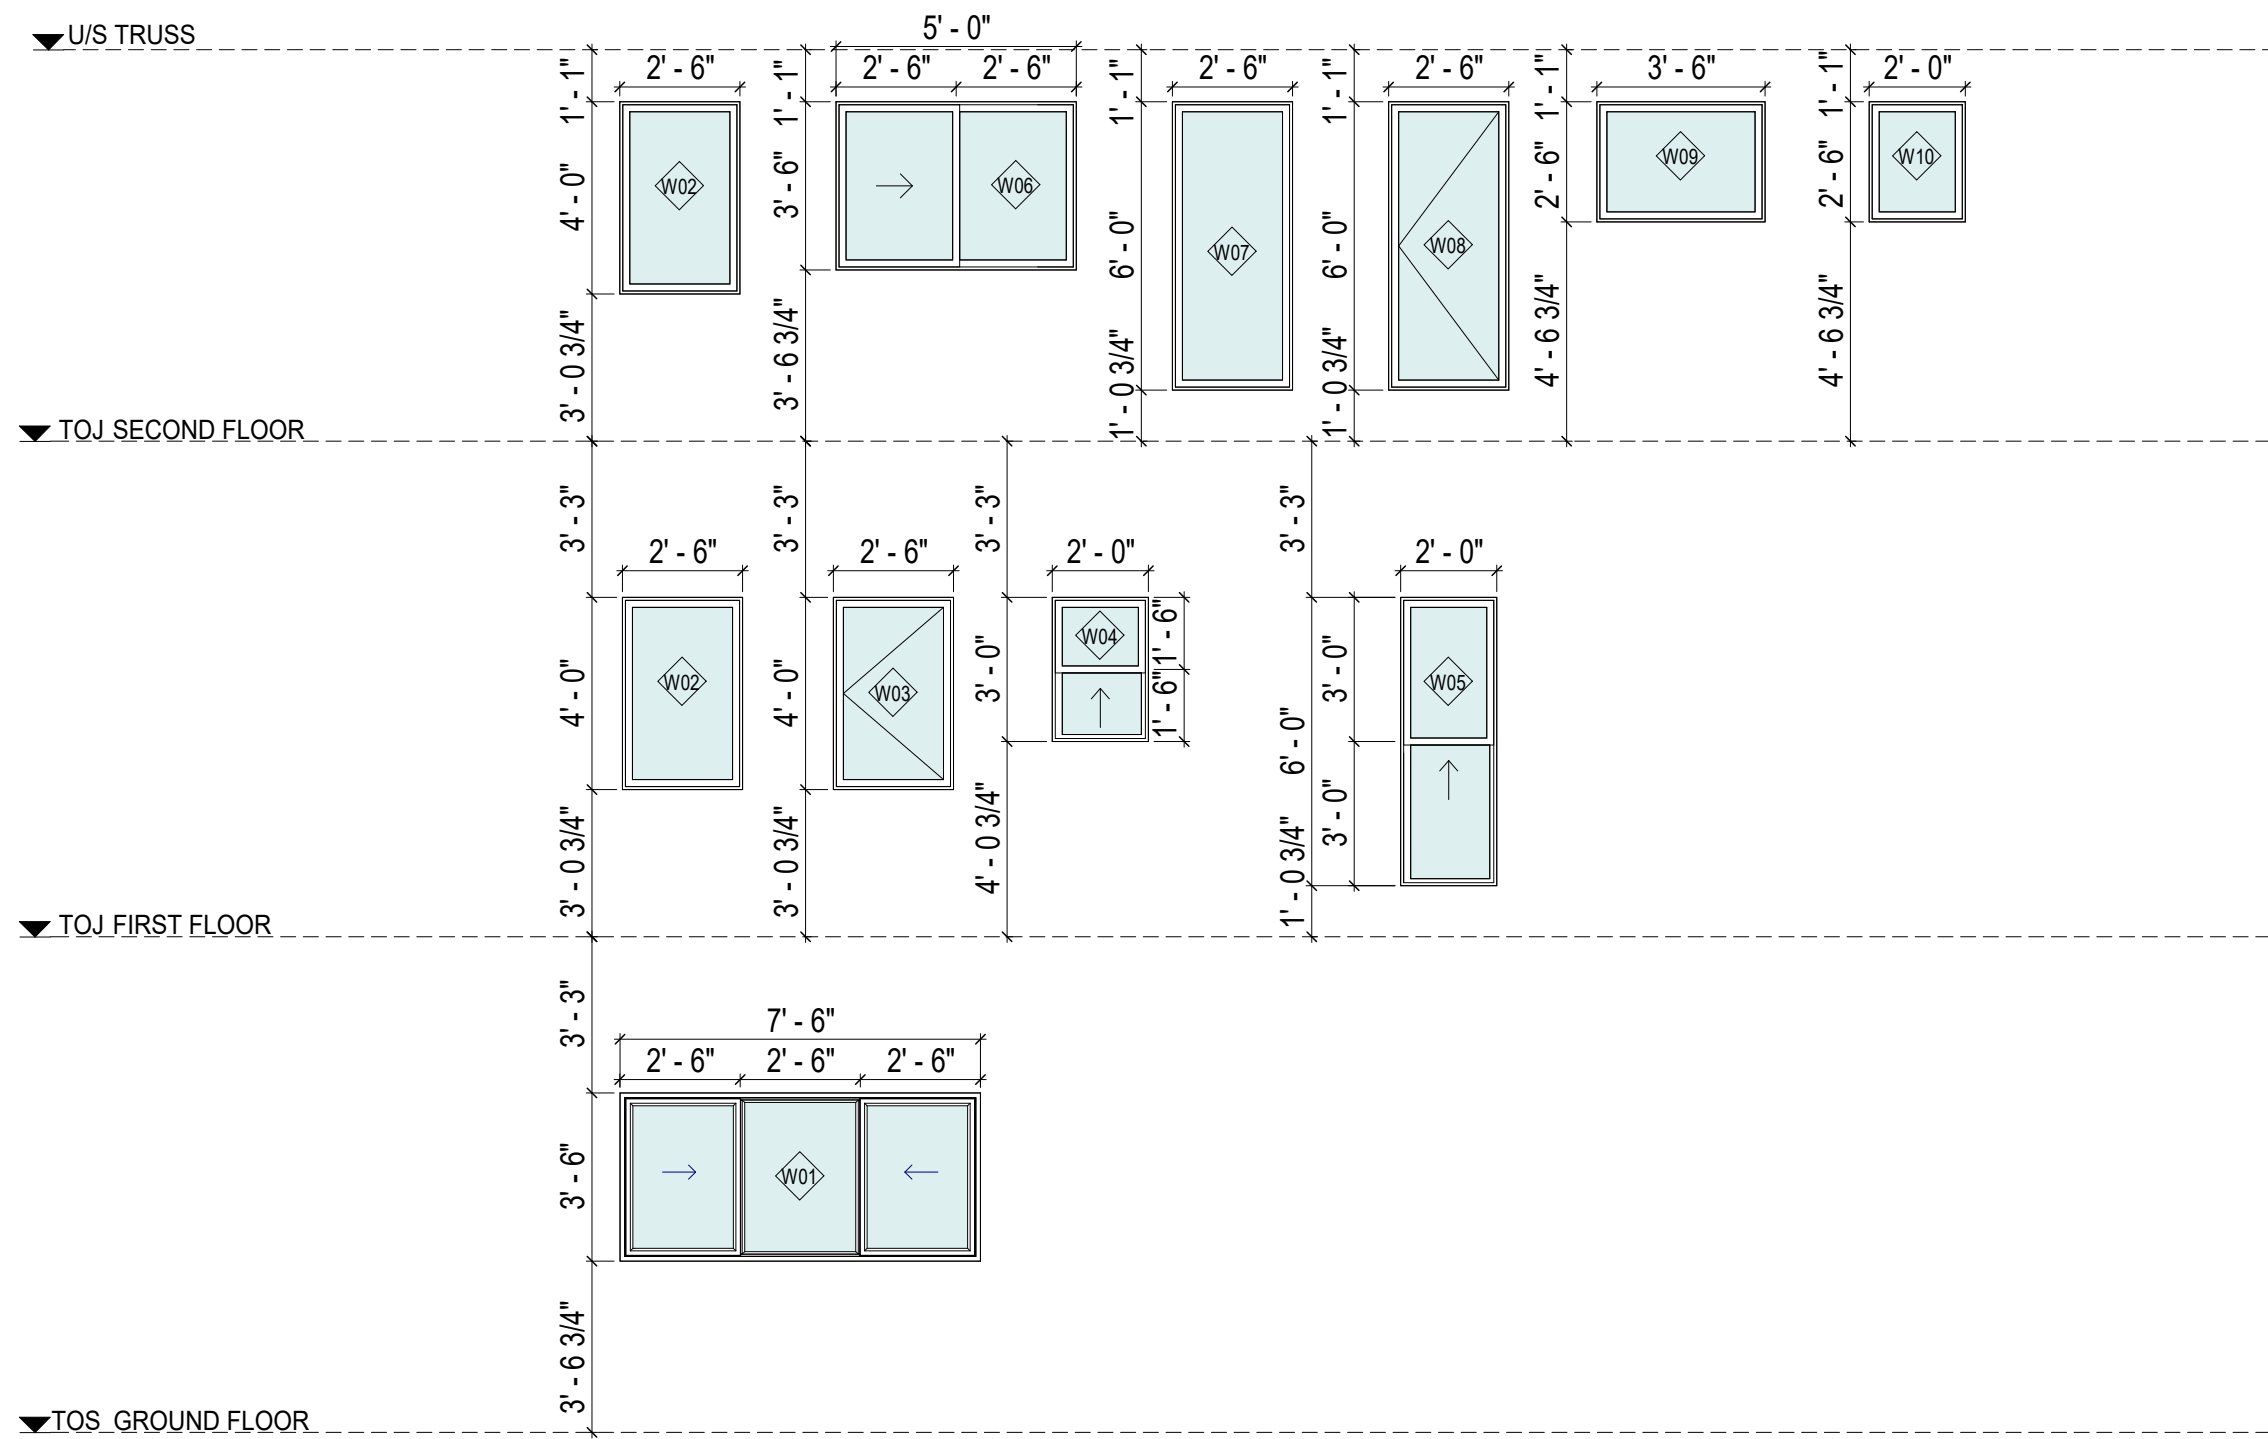 U/S TRUSS
5' - 0"
2' - 6"
2' - 6"
2' - 6"
2' - 6"
2' - 6"
3' - 6"
2' - 0"
1' - 1"
1' - 1"
1' - 1"
1' - 1"
1' - 1"
1' - 1"
W02
W06
W07
W08
W09
W10
4' - 0"
3' - 6"
6' - 0"
6' - 0"
2' - 6"
2' - 6"
3' - 0 3/4"
3' - 6 3/4"
1' - 0 3/4"
1' - 0 3/4"
4' - 6 3/4"
4' - 6 3/4"
TOJ SECOND FLOOR
3' - 3"
3' - 3"
3' - 3"
3' - 3"
2' - 6"
2' - 6"
2' - 0"
2' - 0"
W02
W03
W04
W05
4' - 0"
4' - 0"
3' - 0"
1' - 6"
1' - 6"
6' - 0"
3' - 0"
3' - 0"
3' - 0 3/4"
3' - 0 3/4"
4' - 0 3/4"
1' - 0 3/4"
TOJ FIRST FLOOR
3' - 3"
7' - 6"
2' - 6"
2' - 6"
2' - 6"
3' - 6"
W01
3' - 6 3/4"
TOS GROUND FLOOR